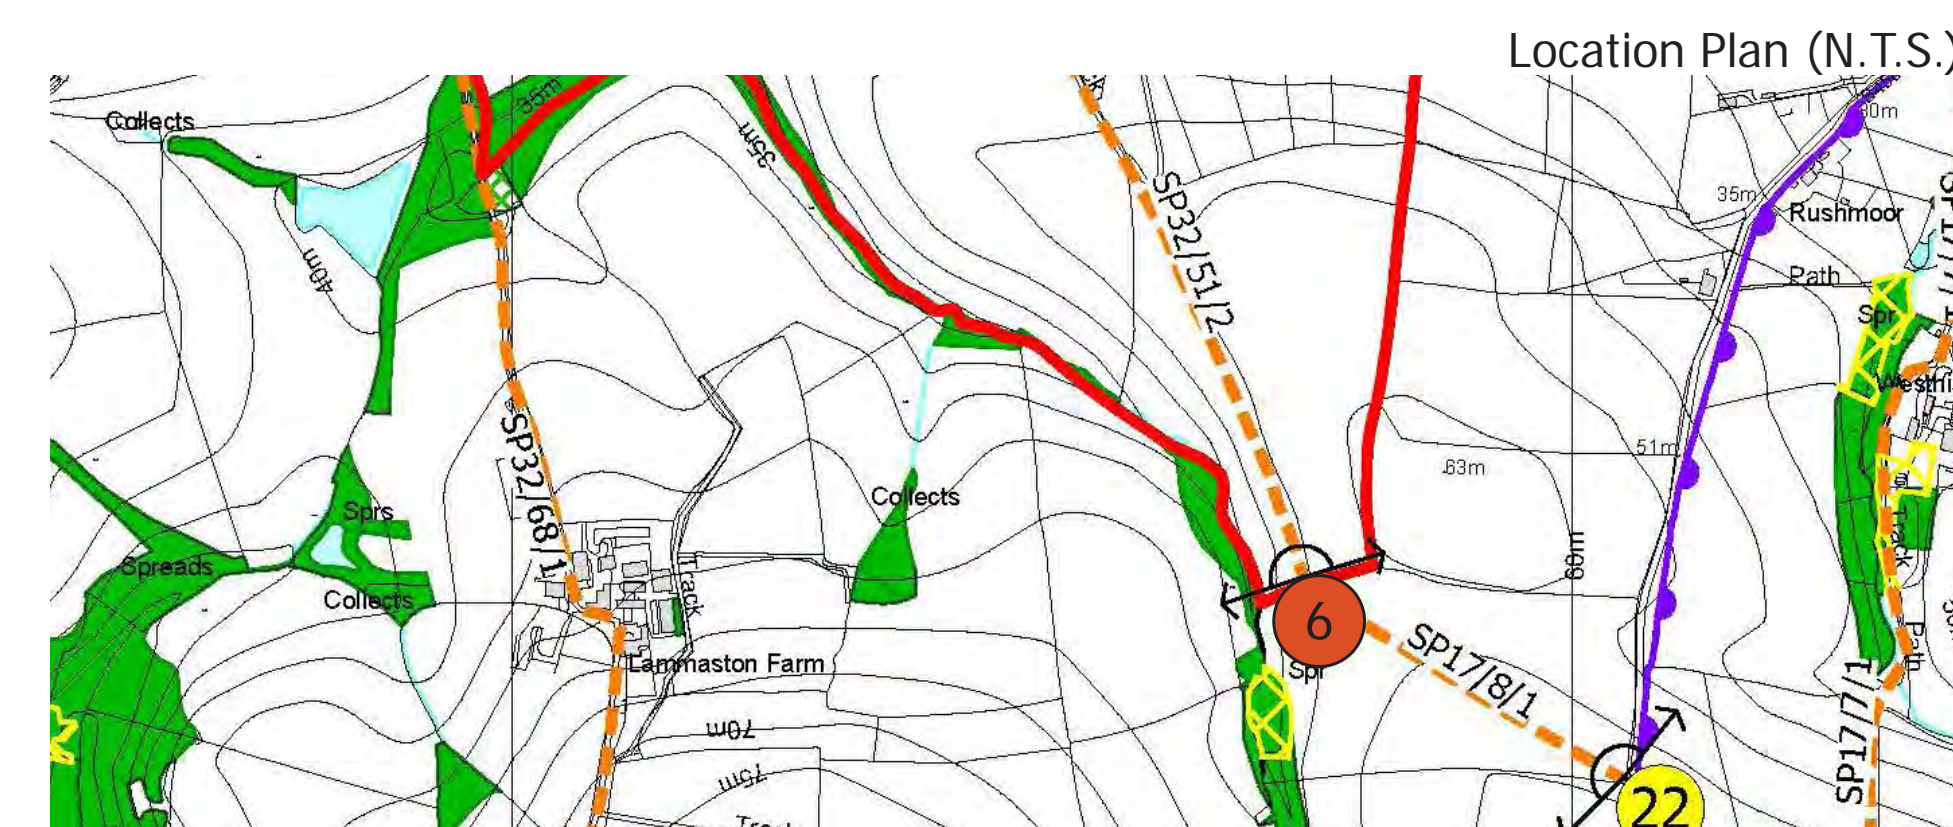 Location Plan (N.T.S.)
Collects
35m
35m
40m
SP32/51/2
30m
35m
Rushmoor
Path
Spr
SP32/68/1
51m
.63m
Collects
Sprs
Spreads
Collects
Track
60m
Track
Lammaston Farm
6
Spr
SP17/8/1
Path
SP17/7/1
70m
75m
22